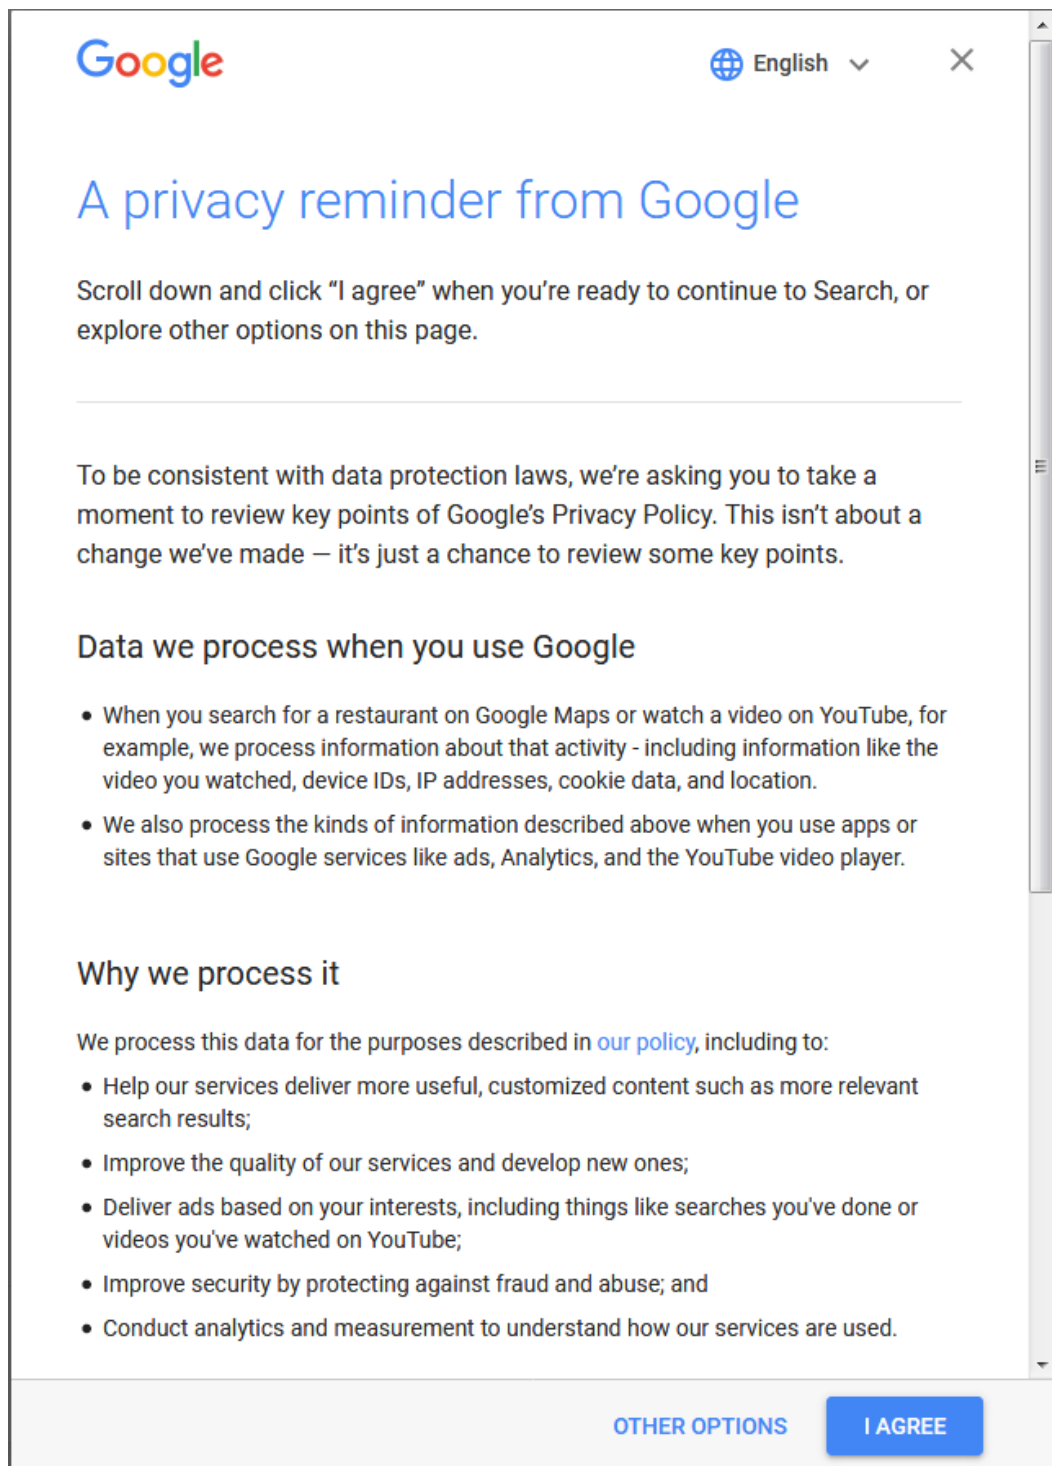 Google
English
A privacy reminder from Google
Scroll down and click “I agree” when you’re ready to continue to Search, or
explore other options on this page.
To be consistent with data protection laws, we’re asking you to take a
moment to review key points of Google’s Privacy Policy. This isn’t about a
change we’ve made — it’s just a chance to review some key points.
Data we process when you use Google
• When you search for a restaurant on Google Maps or watch a video on YouTube, for
example, we process information about that activity - including information like the
video you watched, device IDs, IP addresses, cookie data, and location.
• We also process the kinds of information described above when you use apps or
sites that use Google services like ads, Analytics, and the YouTube video player.
Why we process it
We process this data for the purposes described in our policy, including to:
• Help our services deliver more useful, customized content such as more relevant
search results;
• Improve the quality of our services and develop new ones;
• Deliver ads based on your interests, including things like searches you've done or
videos you've watched on YouTube;
• Improve security by protecting against fraud and abuse; and
• Conduct analytics and measurement to understand how our services are used.
OTHER OPTIONS
I AGREE